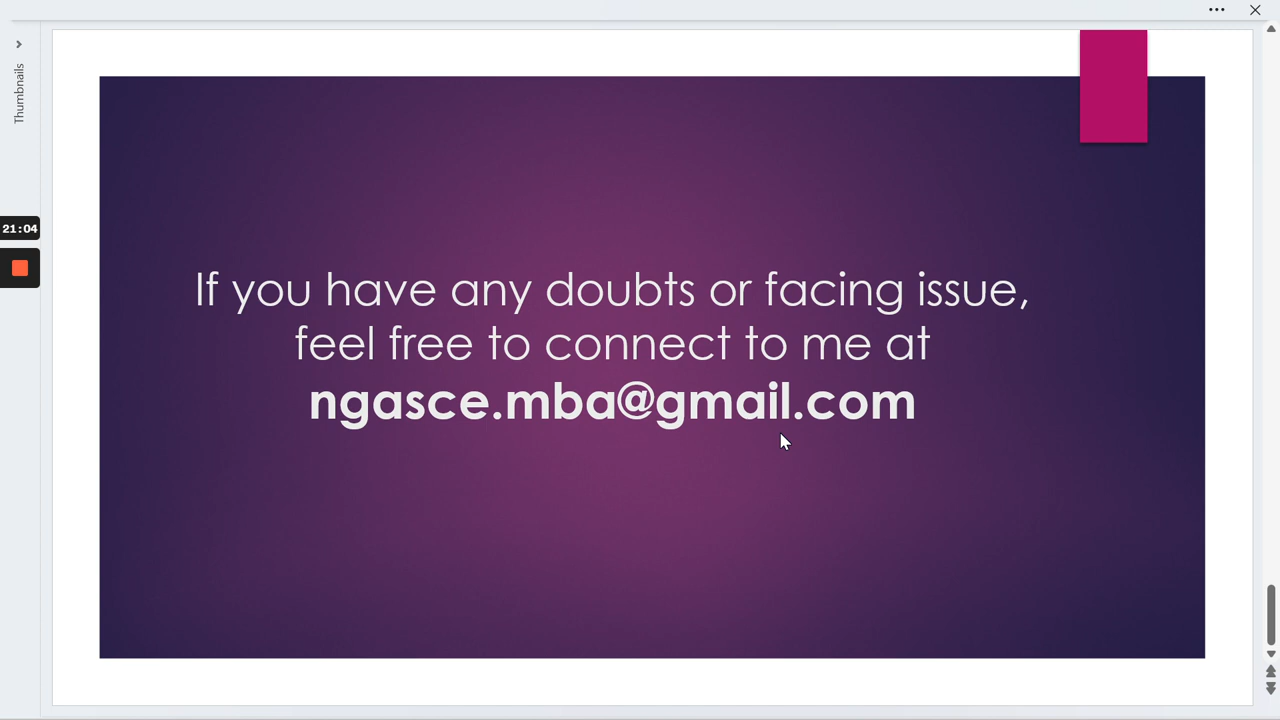 Thumbnails
21:04
If you have any doubts or facing issue,
feel free to connect to me at
ngasce.mba@gmail.com